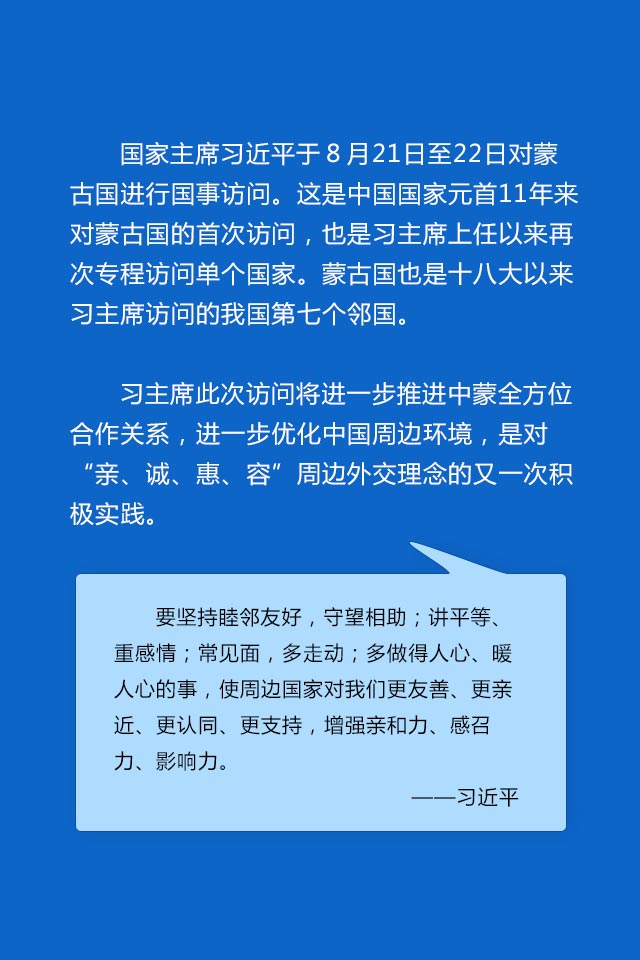 国家主席习近平于８月21日至22日对蒙
古国进行国事访问。这是中国国家元首11年来
对蒙古国的首次访问，也是习主席上任以来再
次专程访问单个国家。蒙古国也是十八大以来
习主席访问的我国第七个邻国。
习主席此次访问将进一步推进中蒙全方位
合作关系，进一步优化中国周边环境，是对
“亲、诚、惠、容”周边外交理念的又一次积
极实践。
要坚持睦邻友好，守望相助；讲平等、
重感情；常见面，多走动；多做得人心、暖
人心的事，使周边国家对我们更友善、更亲
近、更认同、更支持，增强亲和力、感召
力、影响力。
——习近平